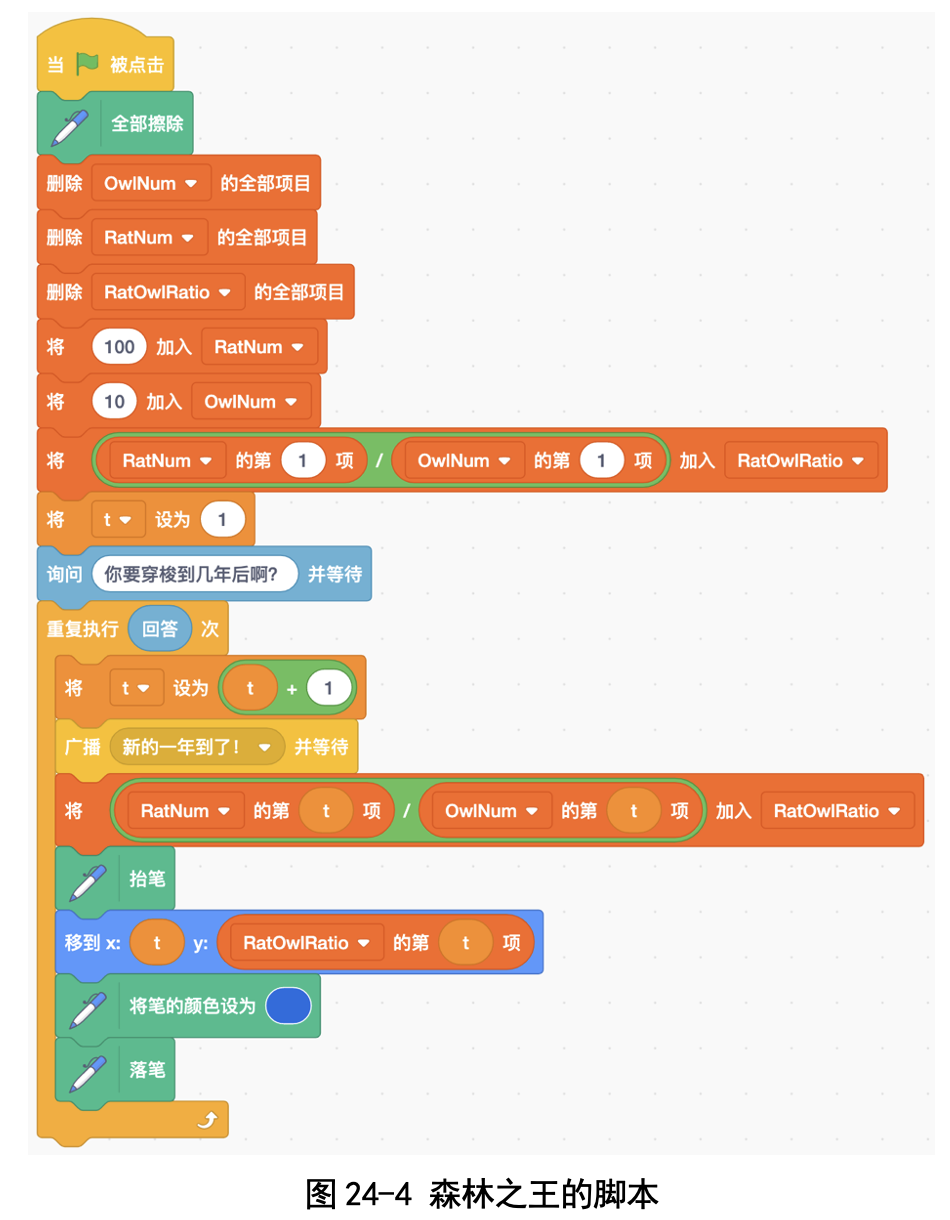 当 被点击
全部擦除
删除 OwlNum 的全部项目
删除 RatNum 的全部项目
删除 RatOwlRatio 的全部项目
将 100 加入 RatNum
将 10 加入 OwlNum
将 RatNum 的第 1 项 / OwlNum 的第 1 项 加入 RatOwlRatio
将 t 设为 1
询问 你要穿梭到几年后啊? 并等待
重复执行 回答 次
将 t 设为 t + 1
广播 新的一年到了! 并等待
将 RatNum 的第 t 项 / OwlNum 的第 t 项 加入 RatOwlRatio
抬笔
移到 x: t y: RatOwlRatio 的第 t 项
将笔的颜色设为
落笔
图 24-4 森林之王的脚本